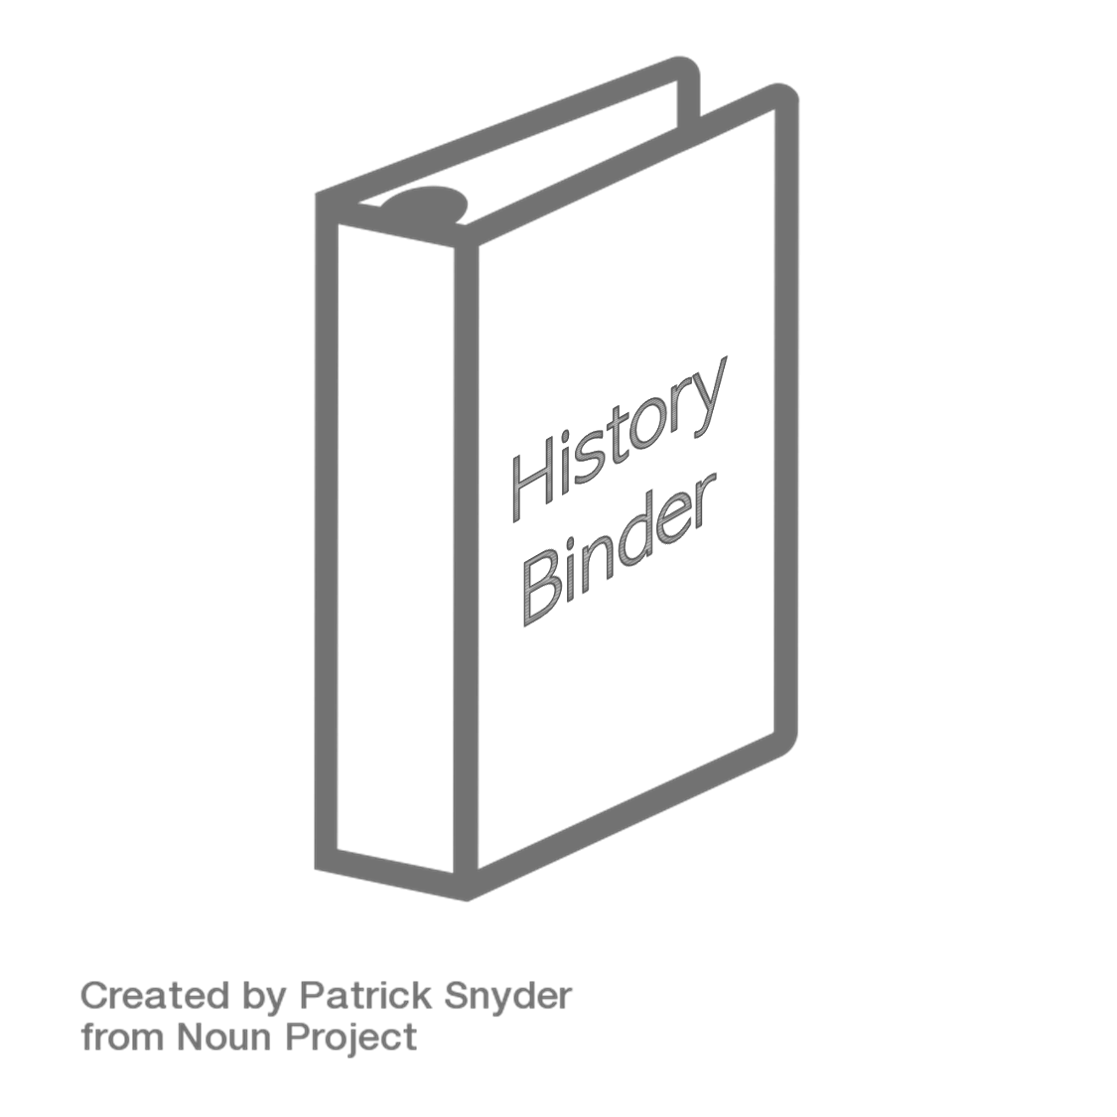 History
Binder
Created by Patrick Snyder
from Noun Project